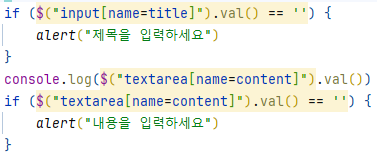 if ($("input[name=title]").val() == '') {
    alert("제목을 입력하세요")
}
console.log($("textarea[name=content]").val())
if ($("textarea[name=content]").val() == '') {
    alert("내용을 입력하세요")
}